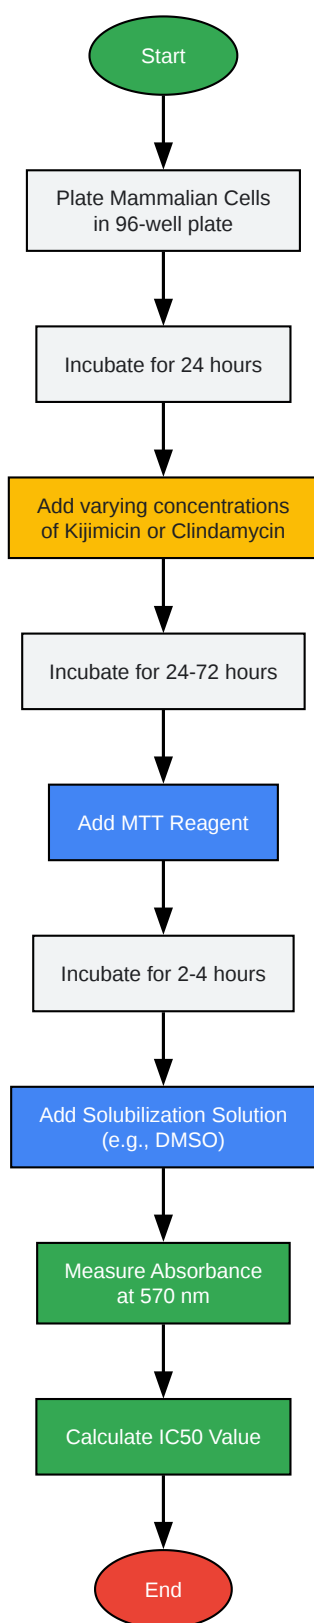 Start
Plate Mammalian Cells
in 96-well plate
Incubate for 24 hours
Add varying concentrations
of Kijimicin or Clindamycin
Incubate for 24-72 hours
Add MTT Reagent
Incubate for 2-4 hours
Add Solubilization Solution
(e.g., DMSO)
Measure Absorbance
at 570 nm
Calculate IC50 Value
End